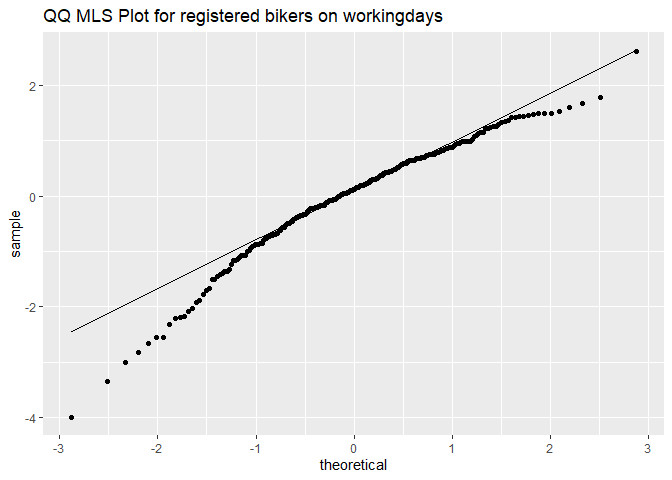 QQ MLS Plot for registered bikers on workingdays
2
0
-2
-4
sample
-3 -2 -1 0 1 2 3
theoretical